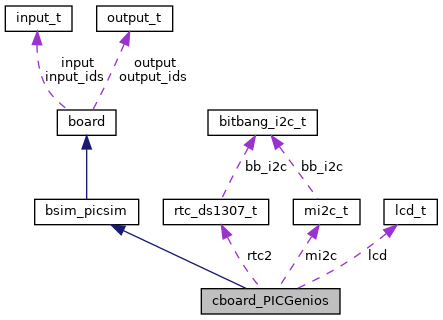 input_t
output_t
input
input_ids
output
output_ids
board
bitbang_i2c_t
bb_i2c
bb_i2c
bsim_picsim
rtc_ds1307_t
mi2c_t
lcd_t
rtc2
mi2c
lcd
cboard_PICGenios